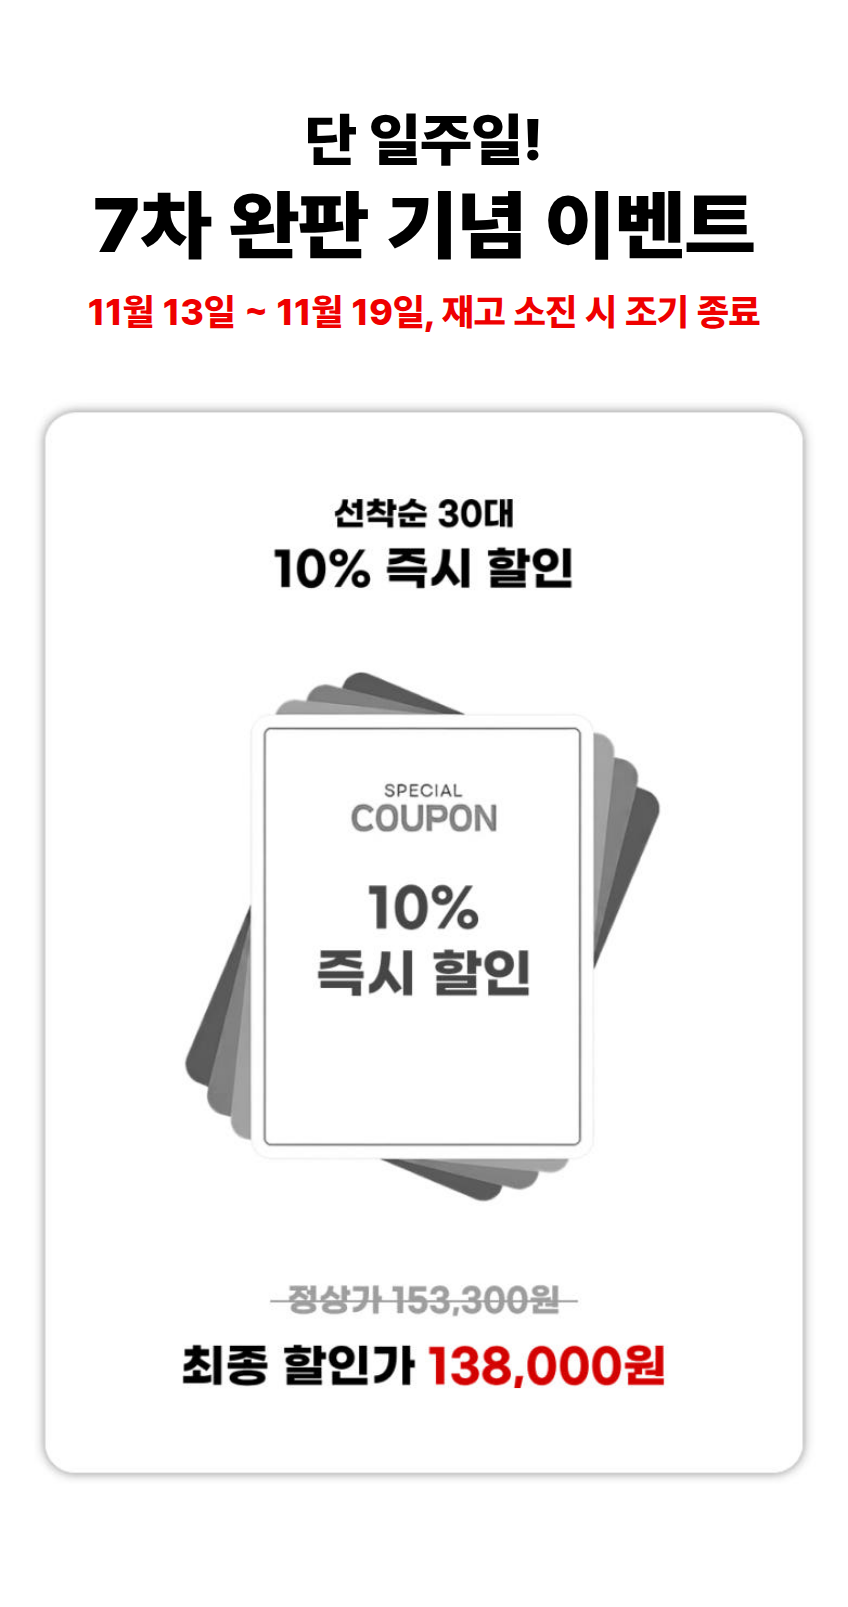 단 일주일!
7차 완판 기념 이벤트
11월 13일 ~ 11월 19일, 재고 소진 시 조기 종료
선착순 30대
10% 즉시 할인
SPECIAL
COUPON
10%
즉시 할인
정상가 153,300원
최종 할인가 138,000원